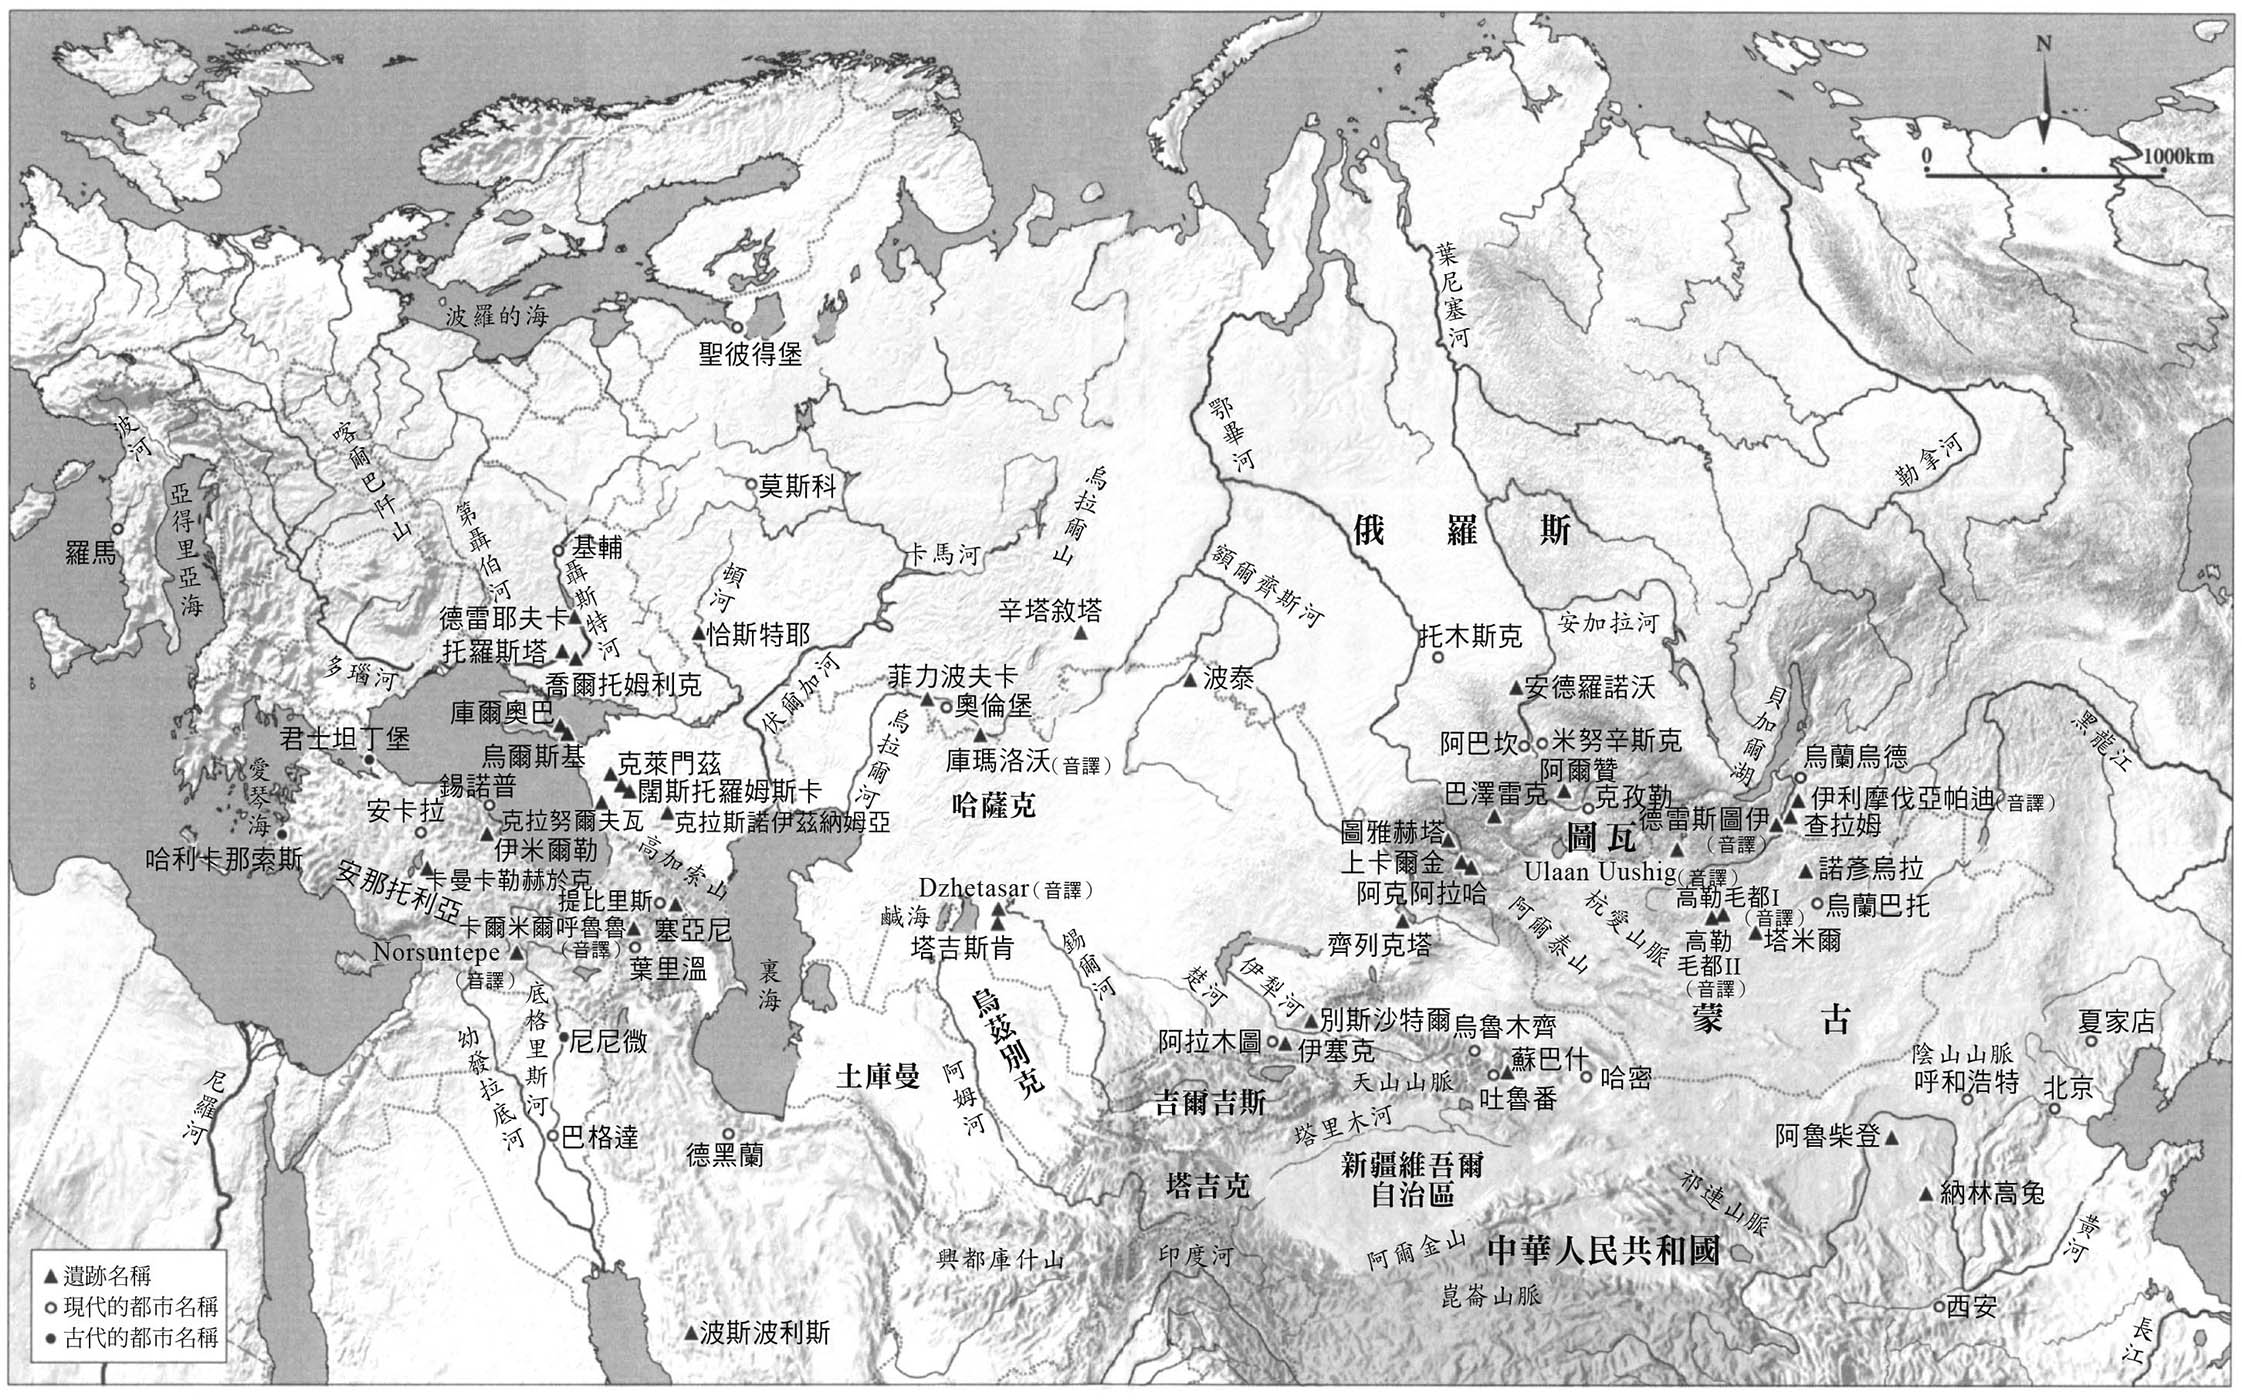 N
0 1000km
葉尼塞河
波羅的海
聖彼得堡
鄂畢河
波河
喀爾巴阡山
勒拿河
烏拉爾山
莫斯科
亞得里亞海
第聶伯河
俄羅斯
羅馬
基輔
卡馬河
額爾齊斯河
聶斯特河
頓河
辛塔敘塔
安加拉河
德雷耶夫卡
恰斯特耶
托木斯克
托羅斯塔
多瑙河
喬爾托姆利克
伏爾加河
菲力波夫卡
奧倫堡
波泰
安德羅諾沃
貝加爾湖
黑龍江
庫爾奧巴
烏拉爾河
君士坦丁堡
烏爾斯基
阿巴坎
米努辛斯克
烏蘭烏德
愛琴海
克萊門茲
庫瑪洛沃(音譯)
阿爾贊
錫諾普
闊斯托羅姆斯卡
巴澤雷克
克孜勒
伊利摩伐亞帕迪(音譯)
安卡拉
克拉努爾夫瓦
克拉斯諾伊茲納姆亞
哈薩克
圖雅赫塔
圖瓦
德雷斯圖伊
(音譯)
查拉姆
哈利卡那索斯
伊米爾勒
高加索山
上卡爾金
Ulaan Uushig(音譯)
諾彥烏拉
安那托利亞
卡曼卡勒赫於克
Dzhetasar(音譯)
阿克阿拉哈
高勒毛都I
(音譯)
烏蘭巴托
提比里斯
鹹海
阿爾泰山
杭愛山脈
卡爾米爾呼魯魯
(音譯)
塞亞尼
塔吉斯肯
錫爾河
齊列克塔
高勒
毛都II
(音譯)
塔米爾
Norsuntepe
(音譯)
葉里溫
裏海
楚河
伊犁河
底格里斯河
烏茲別克
別斯沙特爾
烏魯木齊
蒙古
夏家店
幼發拉底河
尼尼微
阿拉木圖
伊塞克
蘇巴什
陰山山脈
土庫曼
阿姆河
天山山脈
哈密
呼和浩特
北京
尼羅河
吉爾吉斯
吐魯番
巴格達
塔里木河
阿魯柴登
德黑蘭
新疆維吾爾
自治區
塔吉克
祁連山脈
納林高兔
黃河
興都庫什山
印度河
阿爾金山
中華人民共和國
崑崙山脈
西安
長江
波斯波利斯
遺跡名稱
現代的都市名稱
古代的都市名稱